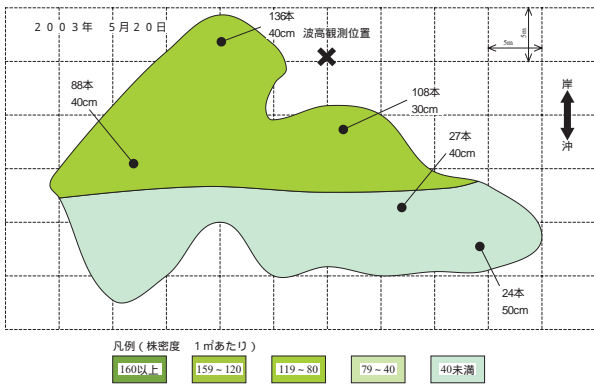 2003年 5月20日
136本
40cm
波高観測位置
5m
5m
88本
40cm
108本
30cm
岸
沖
27本
40cm
24本
50cm
凡例(株密度 1㎡あたり)
160以上
159~120
119~80
79~40
40未満